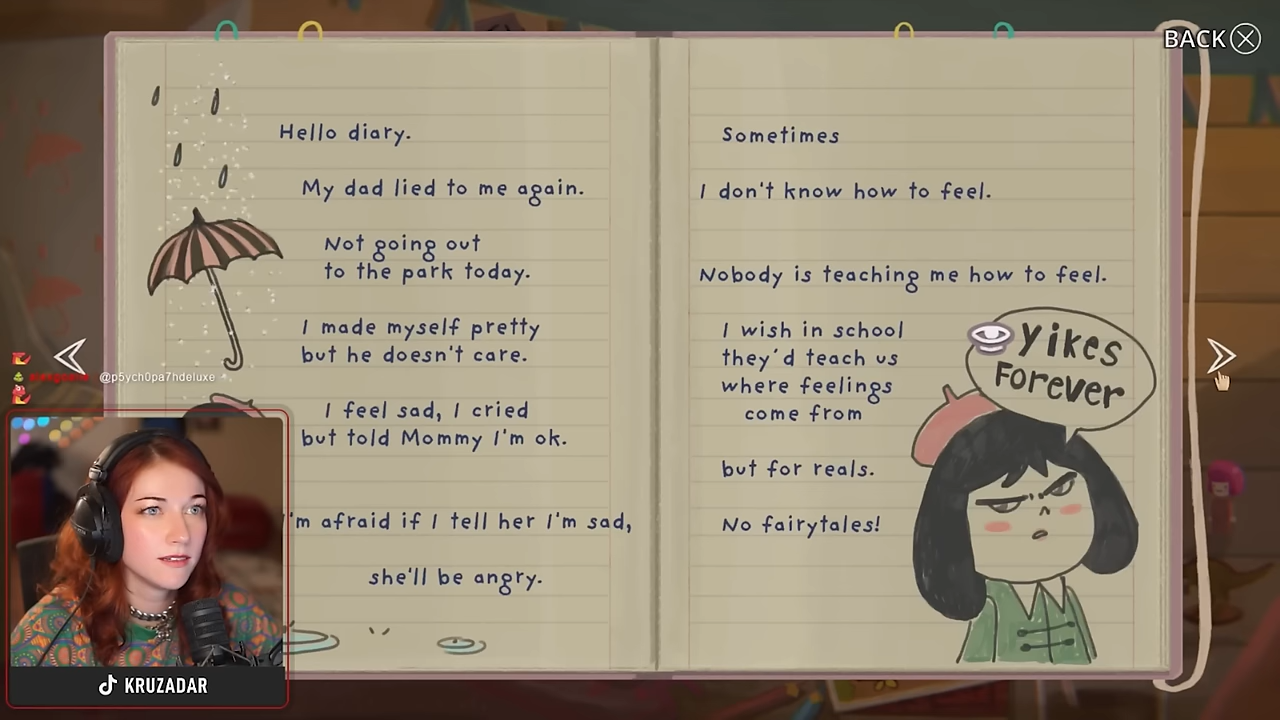 BACK
Hello diary.
My dad lied to me again.
Not going out
to the park today.
I made myself pretty
but he doesn't care.
I feel sad, I cried
but told Mommy I'm ok.
I'm afraid if I tell her I'm sad,
she'll be angry.
Sometimes
I don't know how to feel.
Nobody is teaching me how to feel.
I wish in school
they'd teach us
where feelings
come from
but for reals.
No fairytales!
Yikes
Forever
@p5ych0pa7hdeluxe
KRUZADAR